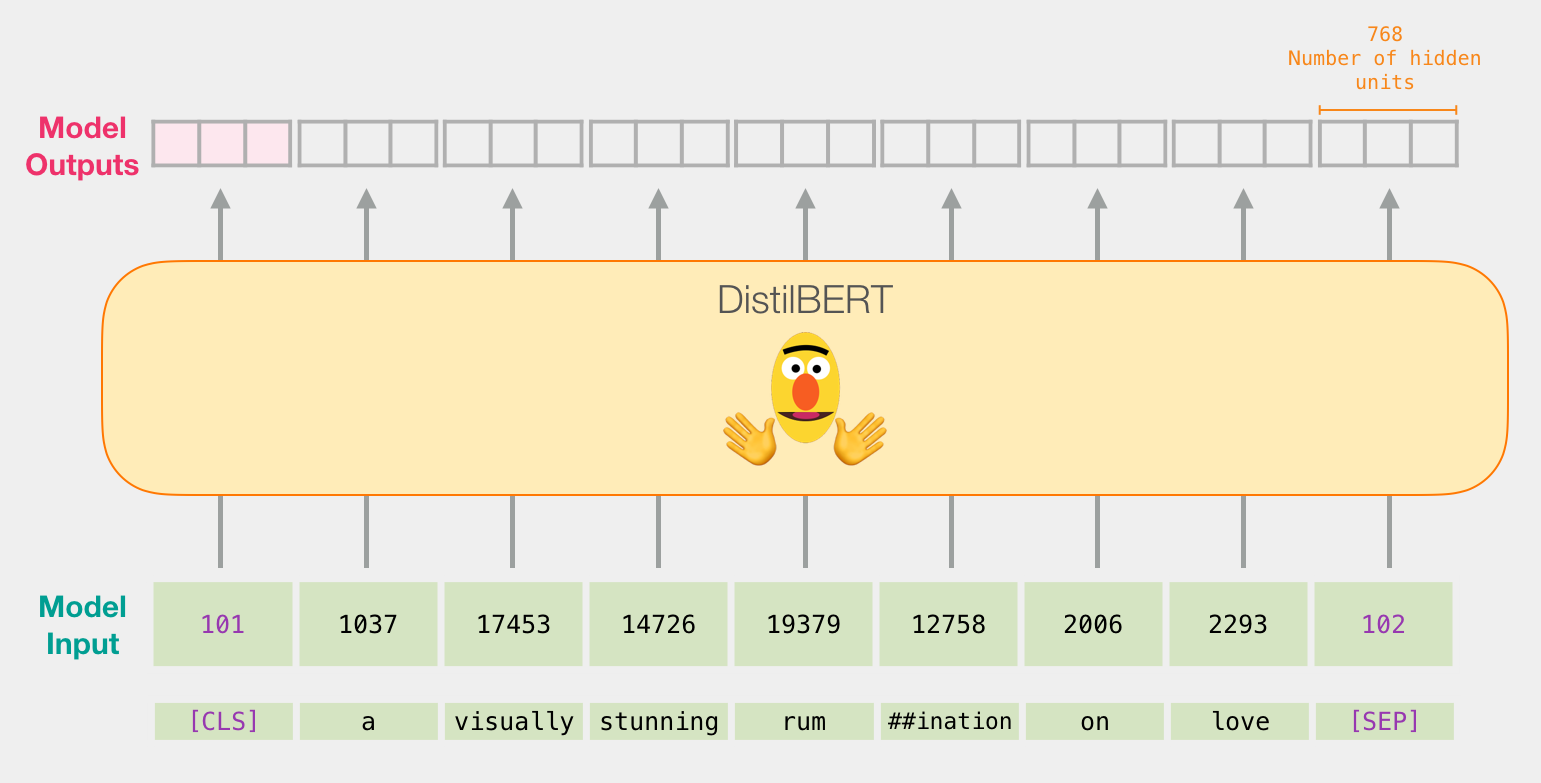 768
Number of hidden
units
Model
Outputs
DistilBERT
Model
Input
101 1037 17453 14726 19379 12758 2006 2293 102
[CLS] a visually stunning rum ##ination on love [SEP]